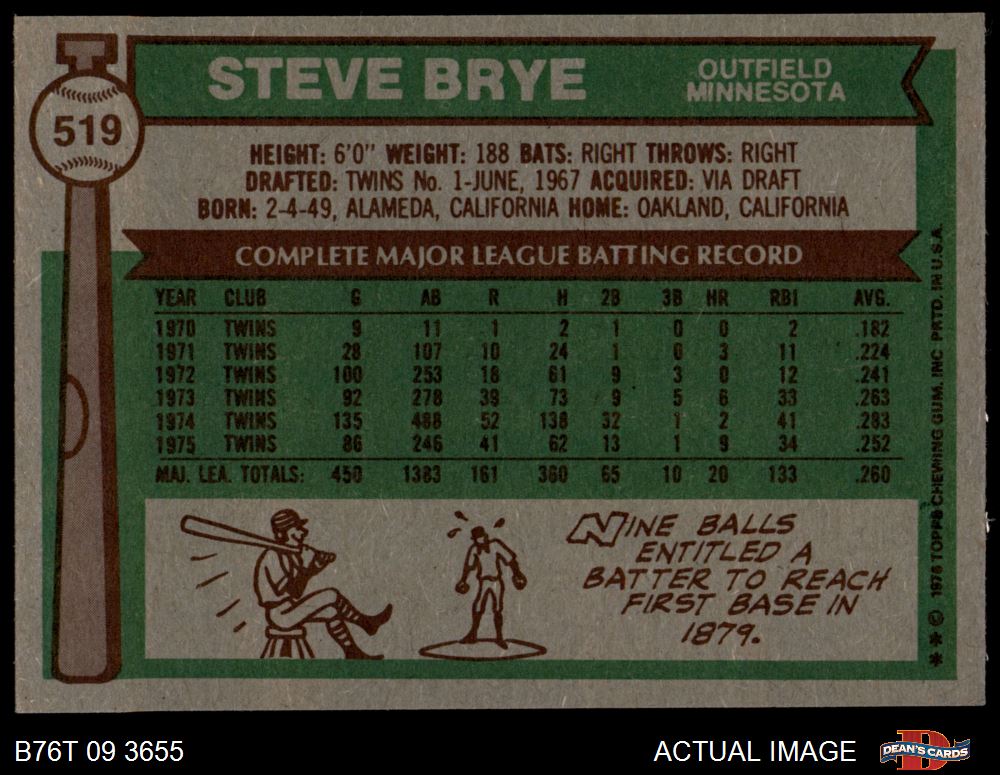 519
STEVE BRYE
OUTFIELD
MINNESOTA
HEIGHT: 6'0" WEIGHT: 188 BATS: RIGHT THROWS: RIGHT
DRAFTED: TWINS No. 1-JUNE, 1967 ACQUIRED: VIA DRAFT
BORN: 2-4-49, ALAMEDA, CALIFORNIA HOME: OAKLAND, CALIFORNIA
COMPLETE MAJOR LEAGUE BATTING RECORD
YEAR CLUB G AB R H 2B 3B HR RBI AVG.
1970 TWINS 9 11 1 2 1 0 0 2 .182
1971 TWINS 28 107 10 24 1 0 3 11 .224
1972 TWINS 100 253 18 61 9 3 0 12 .241
1973 TWINS 92 278 39 73 9 5 6 33 .263
1974 TWINS 135 488 52 138 32 1 2 41 .283
1975 TWINS 86 246 41 62 13 1 9 34 .252
MAJ. LEA. TOTALS: 450 1383 161 360 65 10 20 133 .260
NINE BALLS
ENTITLED A
BATTER TO REACH
FIRST BASE IN
1879.
* * © 1976 TOPPS CHEWING GUM, INC PRTD. IN U.S.A.
B76T 09 3655
ACTUAL IMAGE
D
DEAN'S CARDS